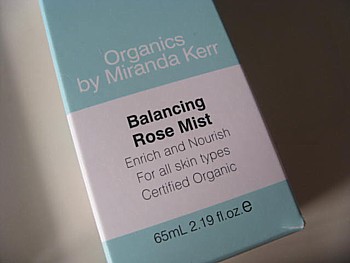 Organics
by Miranda Kerr
Balancing
Rose Mist
Enrich and Nourish
For all skin types
Certified Organic
65mL 2.19 fl.oz.e